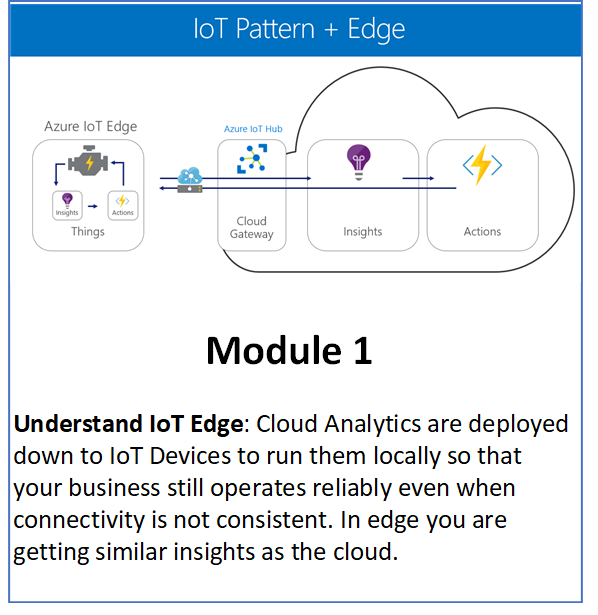 IoT Pattern + Edge
Azure IoT Edge
Azure IoT Hub
Insights
Actions
Things
Cloud
Gateway
Insights
Actions
Module 1
Understand IoT Edge: Cloud Analytics are deployed
down to IoT Devices to run them locally so that
your business still operates reliably even when
connectivity is not consistent. In edge you are
getting similar insights as the cloud.